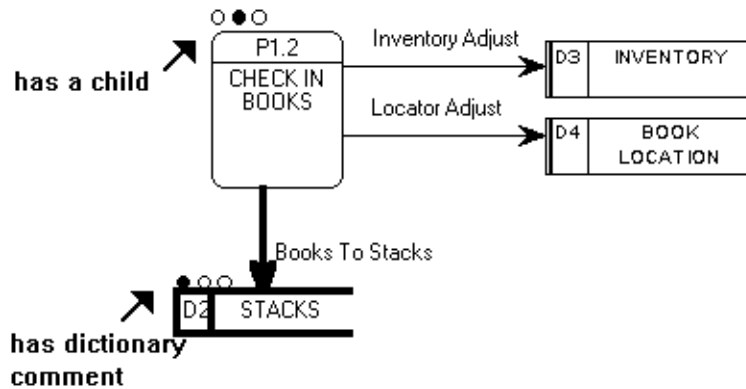 P1.2
CHECK IN
BOOKS
has a child
Inventory Adjust
D3 INVENTORY
Locator Adjust
D4 BOOK
LOCATION
Books To Stacks
D2 STACKS
has dictionary
comment